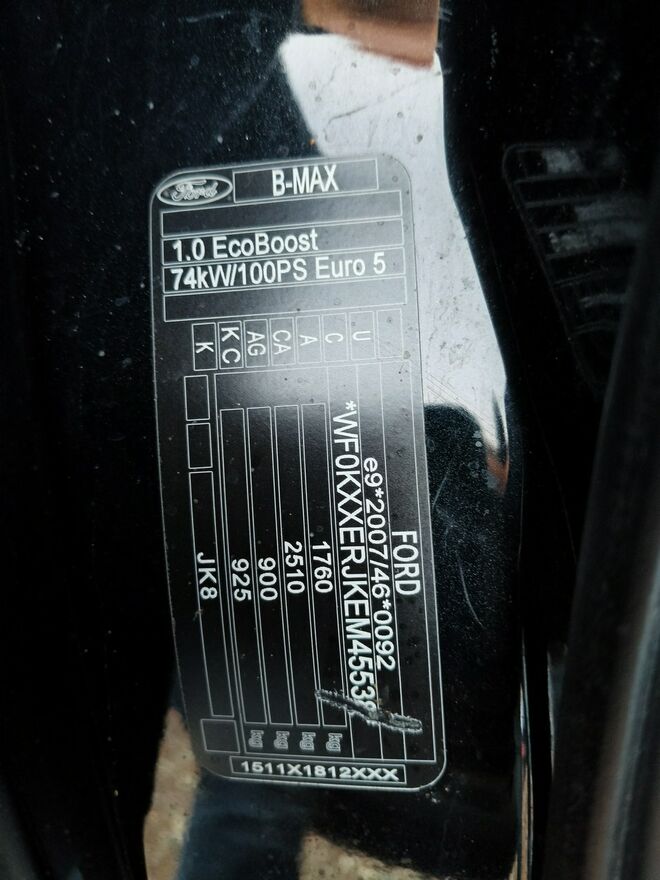 Ford
B-MAX
1.0 EcoBoost
74kW/100PS Euro 5
K
K C
AG
CA
A
C
U
FORD
e9*2007/46*0092
*WF0KXXERJKEM4553
1760 kg
2510 kg
900 kg
925 kg
JK8
1511X1812XXX